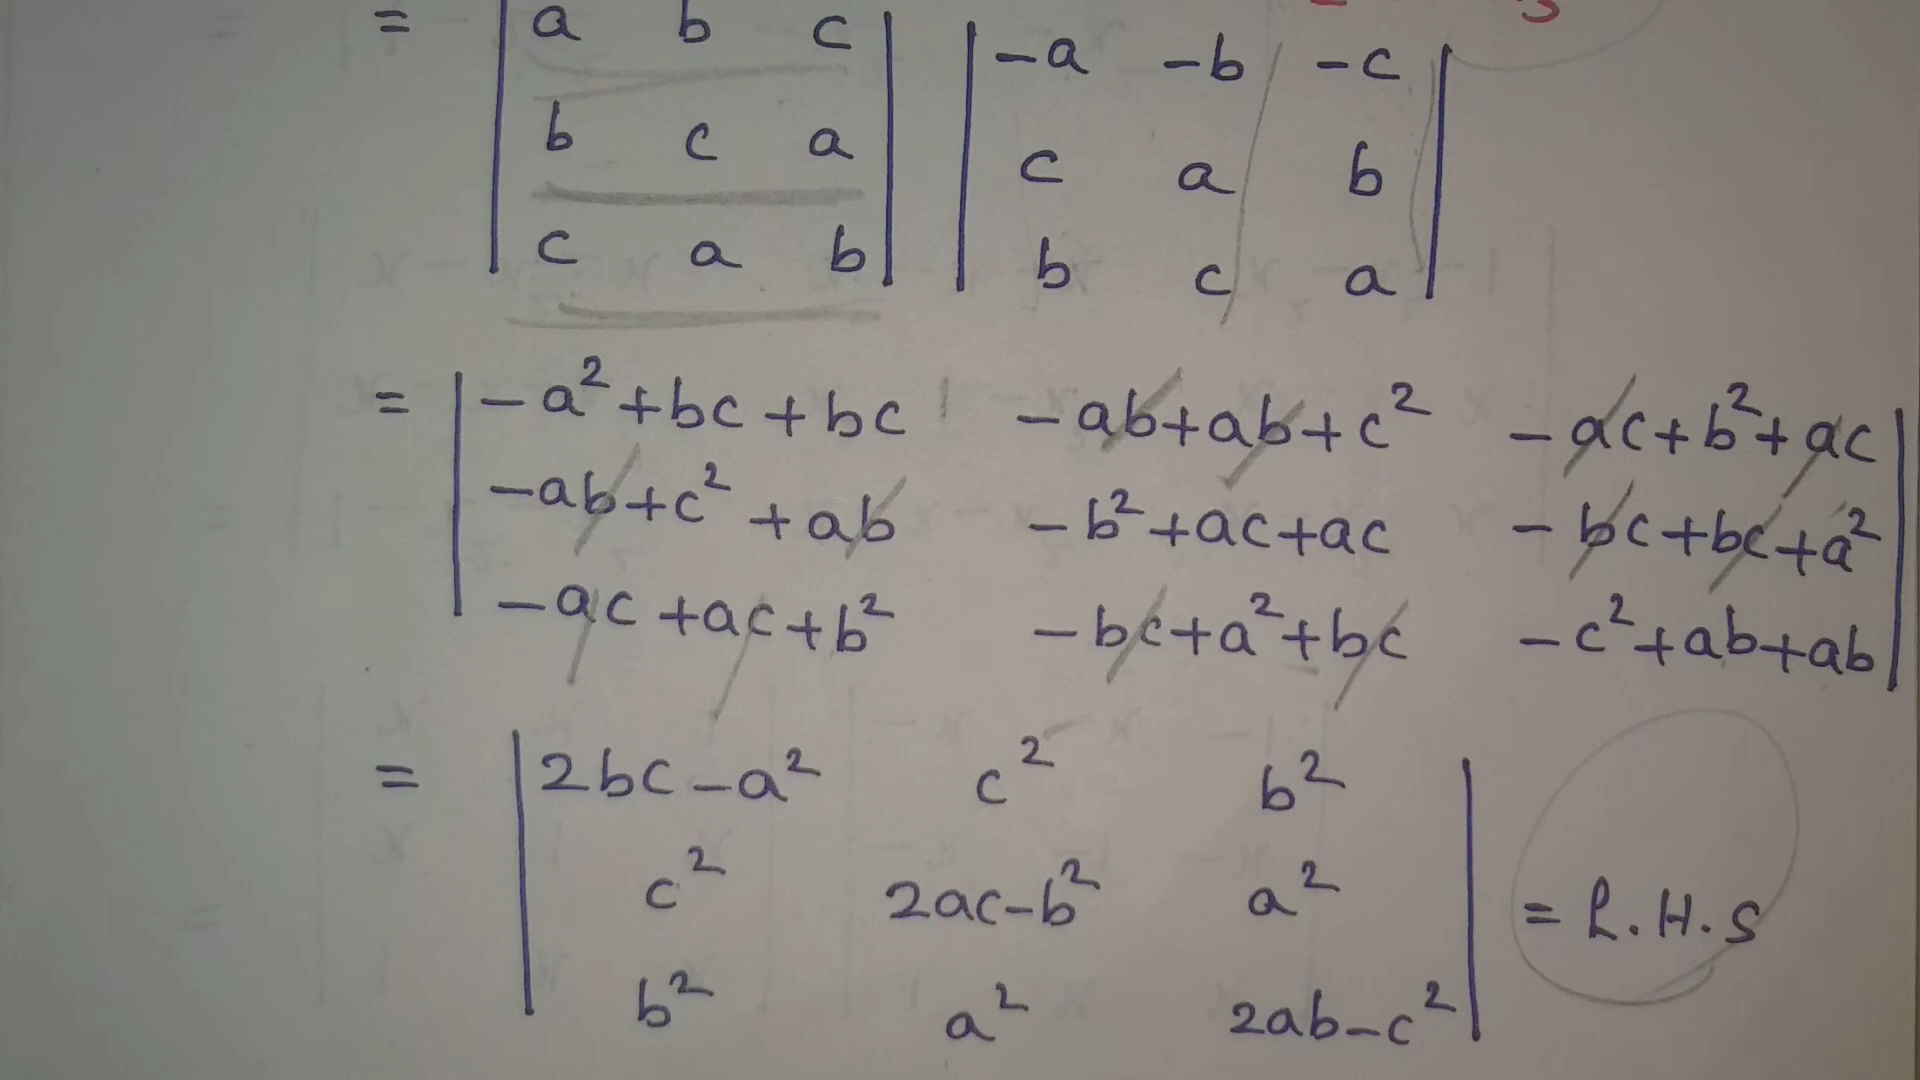 = | a b c | | -a -b -c |
| b c a | | c a b |
| c a b | | b c a |
= | -a² + bc + bc -ab + ab + c² -ac + b² + ac |
| -ab + c² + ab -b² + ac + ac -bc + bc + a² |
| -ac + ac + b² -bc + a² + bc -c² + ab + ab |
= | 2bc - a² c² b² |
| c² 2ac - b² a² | = R.H.S
| b² a² 2ab - c² |